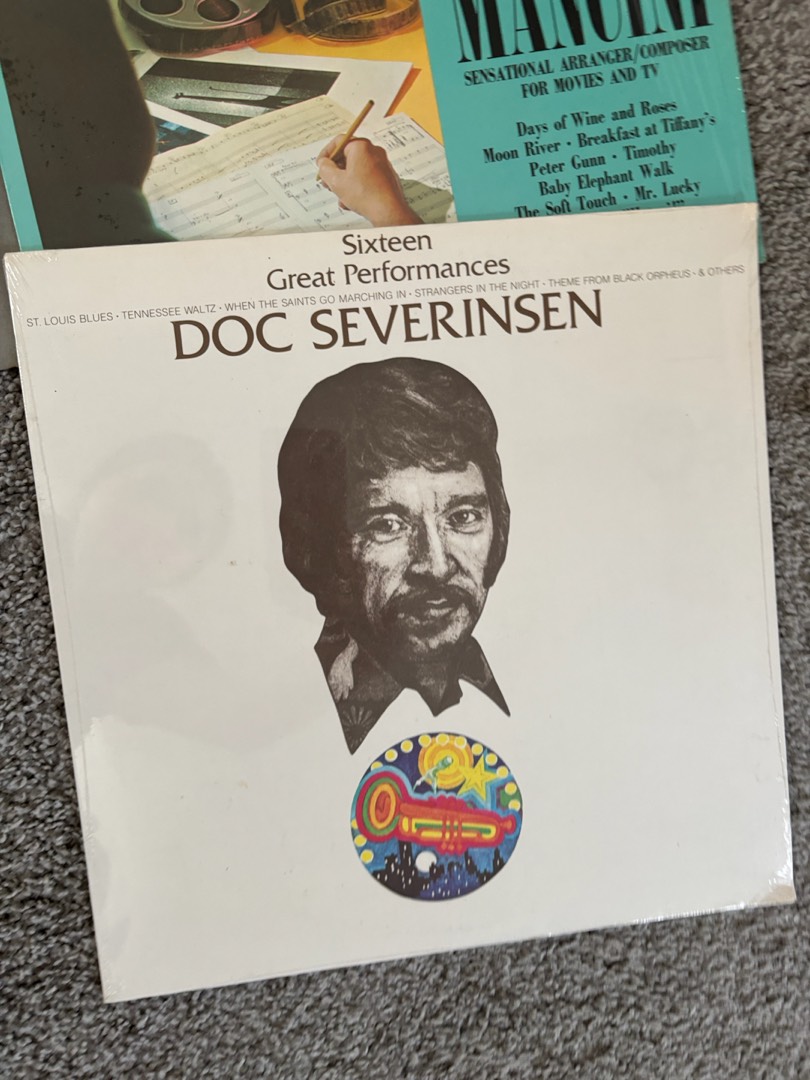 MANCINI
SENSATIONAL ARRANGER/COMPOSER
FOR MOVIES AND TV
Days of Wine and Roses
Moon River • Breakfast at Tiffany's
Peter Gunn • Timothy
Baby Elephant Walk
The Soft Touch • Mr. Lucky
Sixteen
Great Performances
ST. LOUIS BLUES • TENNESSEE WALTZ • WHEN THE SAINTS GO MARCHING IN • STRANGERS IN THE NIGHT • THEME FROM BLACK ORPHEUS • & OTHERS
DOC SEVERINSEN